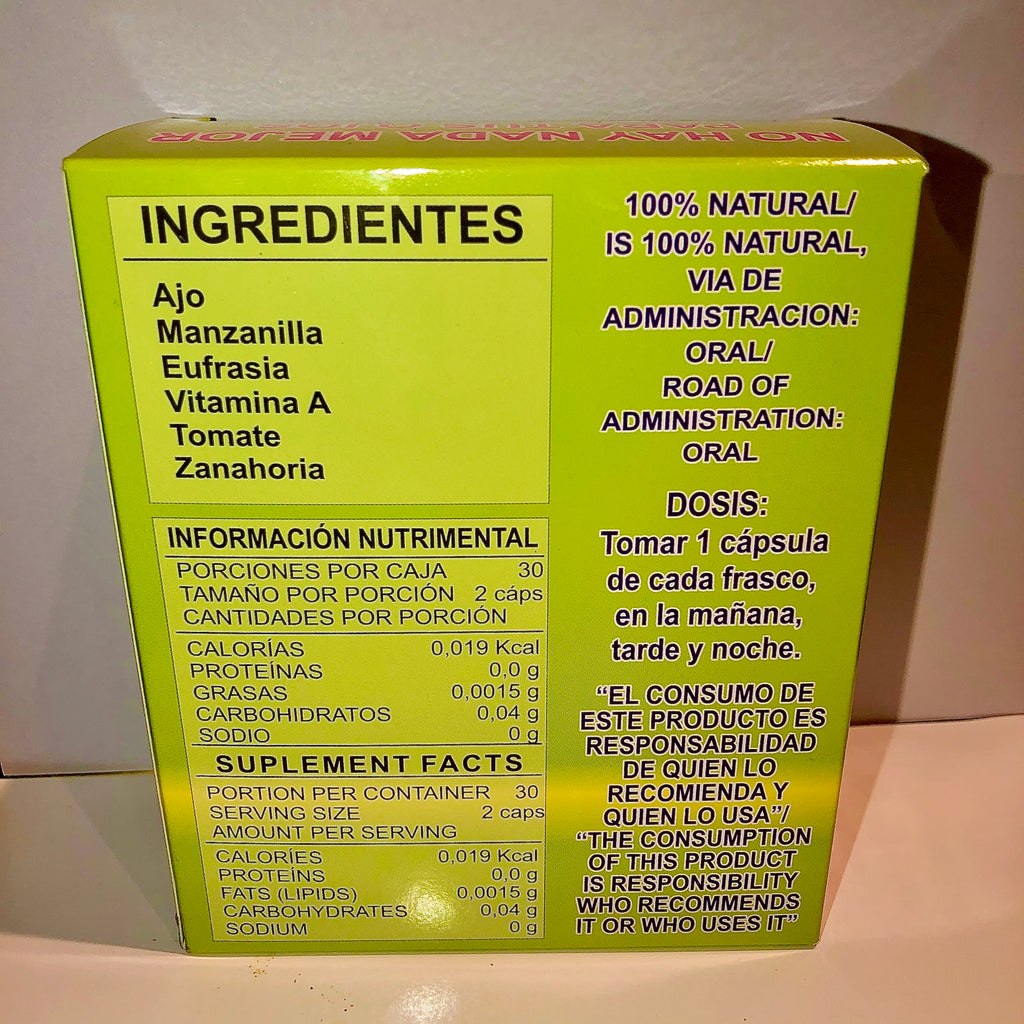 NO HAY NADA MEJOR
INGREDIENTES
Ajo
Manzanilla
Eufrasia
Vitamina A
Tomate
Zanahoria
INFORMACIÓN NUTRIMENTAL
PORCIONES POR CAJA 30
TAMAÑO POR PORCIÓN 2 cáps
CANTIDADES POR PORCIÓN
CALORÍAS 0,019 Kcal
PROTEÍNAS 0,0 g
GRASAS 0,0015 g
CARBOHIDRATOS 0,04 g
SODIO 0 g
SUPLEMENT FACTS
PORTION PER CONTAINER 30
SERVING SIZE 2 caps
AMOUNT PER SERVING
CALORÍES 0,019 Kcal
PROTEÍNS 0,0 g
FATS (LIPIDS) 0,0015 g
CARBOHYDRATES 0,04 g
SODIUM 0 g
100% NATURAL/
IS 100% NATURAL,
VIA DE
ADMINISTRACION:
ORAL/
ROAD OF
ADMINISTRATION:
ORAL
DOSIS:
Tomar 1 cápsula
de cada frasco,
en la mañana,
tarde y noche.
“EL CONSUMO DE
ESTE PRODUCTO ES
RESPONSABILIDAD
DE QUIEN LO
RECOMIENDA Y
QUIEN LO USA”/
“THE CONSUMPTION
OF THIS PRODUCT
IS RESPONSIBILITY
WHO RECOMMENDS
IT OR WHO USES IT”